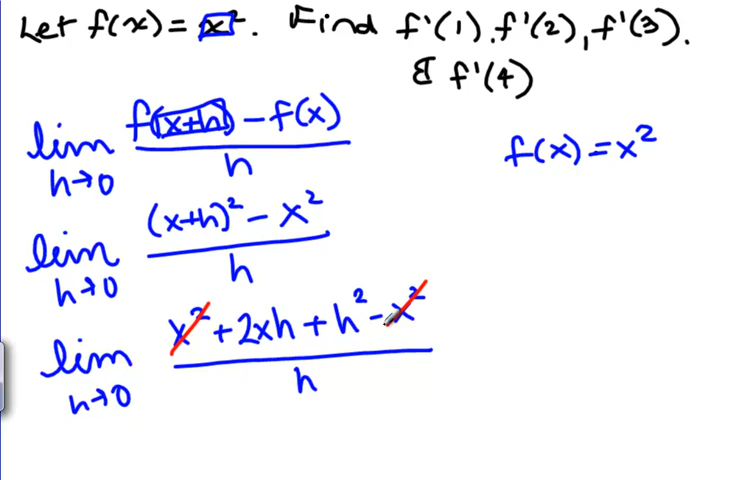 Let f(x) = x². Find f'(1), f'(2), f'(3).
& f'(4)
lim h→0 f(x+h) − f(x) / h
f(x) = x²
lim h→0 (x+h)² − x² / h
lim h→0 x² + 2xh + h² − x² / h